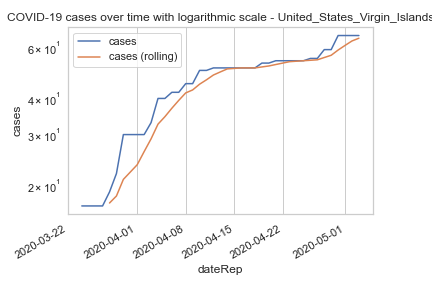 COVID-19 cases over time with logarithmic scale - United_States_Virgin_Islands
cases
cases (rolling)
6 × 10¹
4 × 10¹
3 × 10¹
2 × 10¹
cases
2020-03-22
2020-04-01
2020-04-08
2020-04-15
2020-04-22
2020-05-01
dateRep